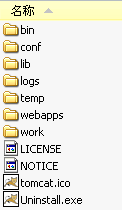 名称
bin
conf
lib
logs
temp
webapps
work
LICENSE
NOTICE
tomcat.ico
Uninstall.exe